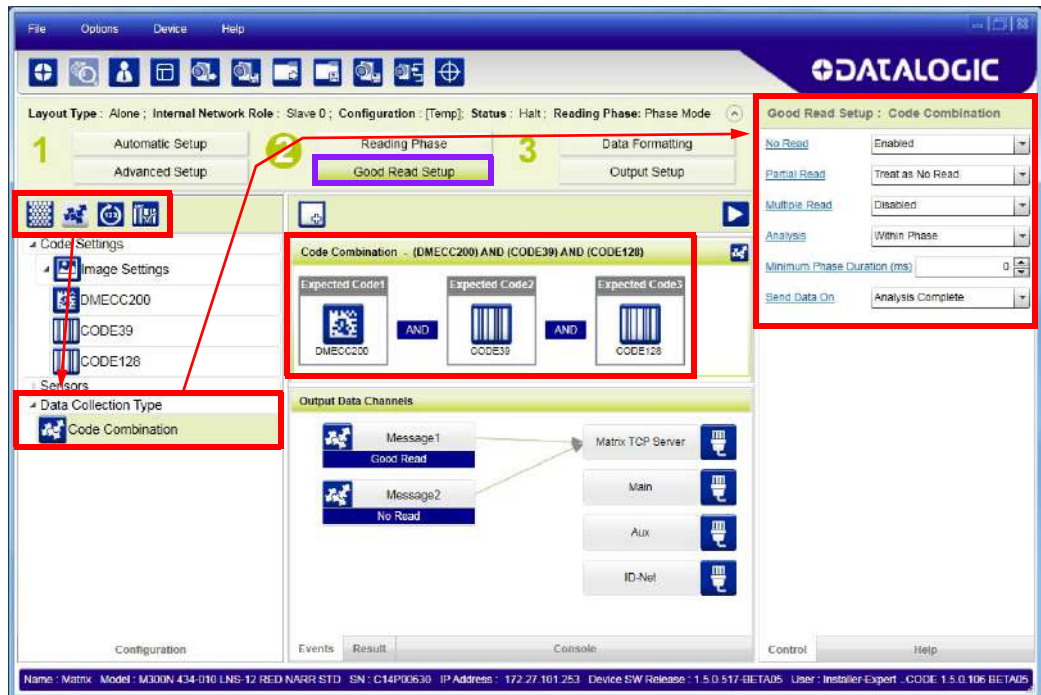 File Options Device Help
DATALOGIC
Layout Type : Alone ; Internal Network Role : Slave 0 ; Configuration : [Temp]; Status : Halt ; Reading Phase: Phase Mode
1 Automatic Setup 2 Reading Phase 3 Data Formatting
Advanced Setup Good Read Setup Output Setup
Code Settings
Image Settings
DMECC200
CODE39
CODE128
Sensors
Data Collection Type
Code Combination
Configuration
Code Combination - (DMECC200) AND (CODE39) AND (CODE128)
Expected Code1 Expected Code2 Expected Code3
AND AND
DMECC200 CODE39 CODE128
Output Data Channels
Message1
Good Read
Message2
No Read
Matrix TCP Server
Main
Aux
ID-Net
Events Result Console
Good Read Setup : Code Combination
No Read Enabled
Partial Read Treat as No Read
Multiple Read Disabled
Analysis Within Phase
Minimum Phase Duration (ms) 0
Send Data On Analysis Complete
Control Help
Name : Matrix Model : M300N 434-010 LNS-12 RED NARR STD SN : C14P00630 IP Address : 172.27.101.253 Device SW Release : 1.5.0.517-BETA05 User : Installer-Expert ..CODE 1.5.0.106 BETA05